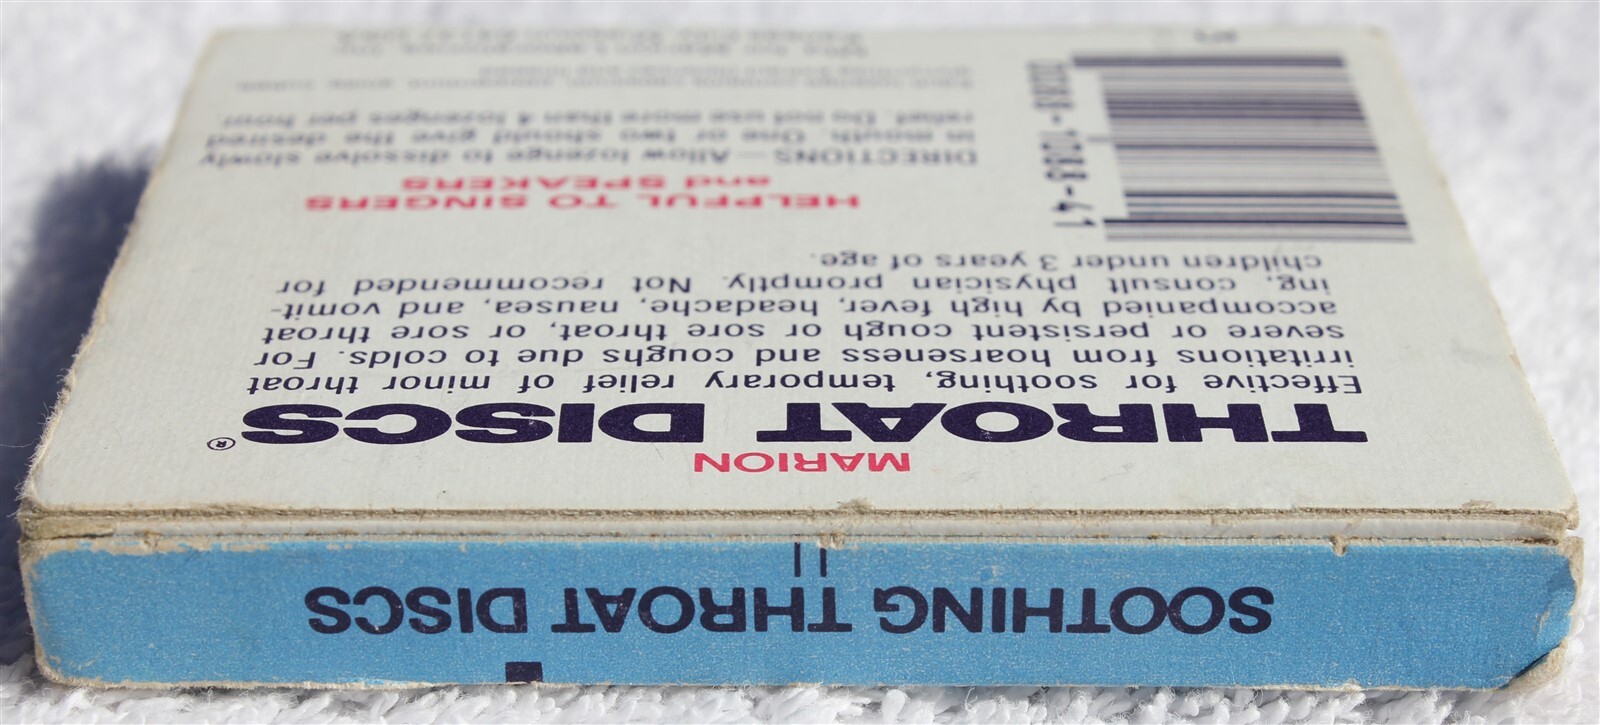 MARION
THROAT DISCS®
Effective for soothing, temporary relief of minor throat
irritations from hoarseness and coughs due to colds. For
severe or persistent cough or sore throat, or sore throat
accompanied by high fever, headache, nausea, and vomit-
ing, consult physician promptly. Not recommended for
children under 3 years of age.
HELPFUL TO SINGERS
and SPEAKERS
DIRECTIONS—Allow lozenge to dissolve slowly
in mouth. One or two should give the desired
relief. Do not use more than 4 lozenges per hour.
SOOTHING THROAT DISCS